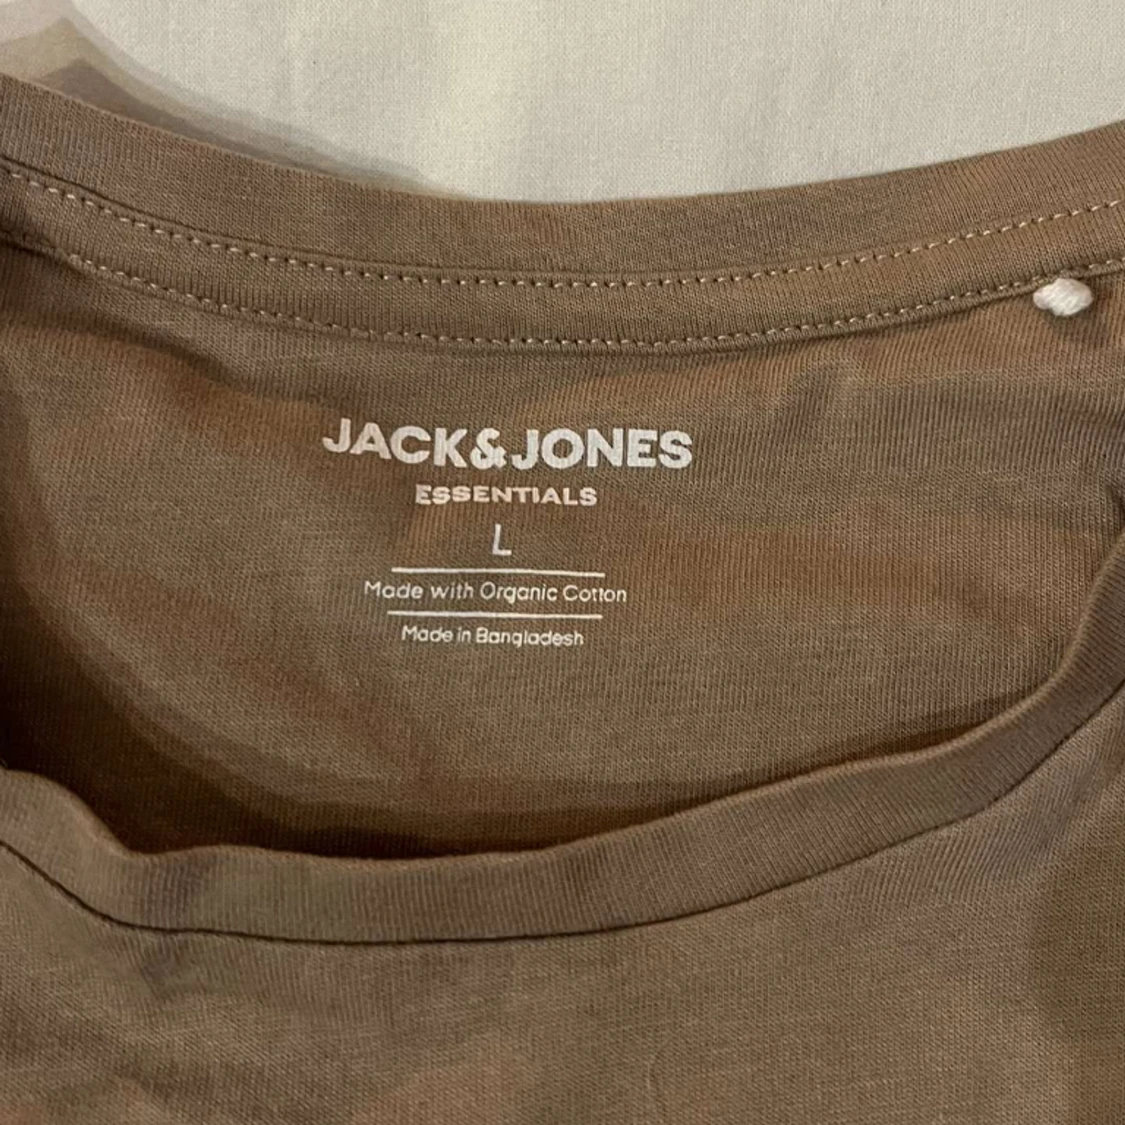 JACK&JONES
ESSENTIALS
L
Made with Organic Cotton
Made in Bangladesh